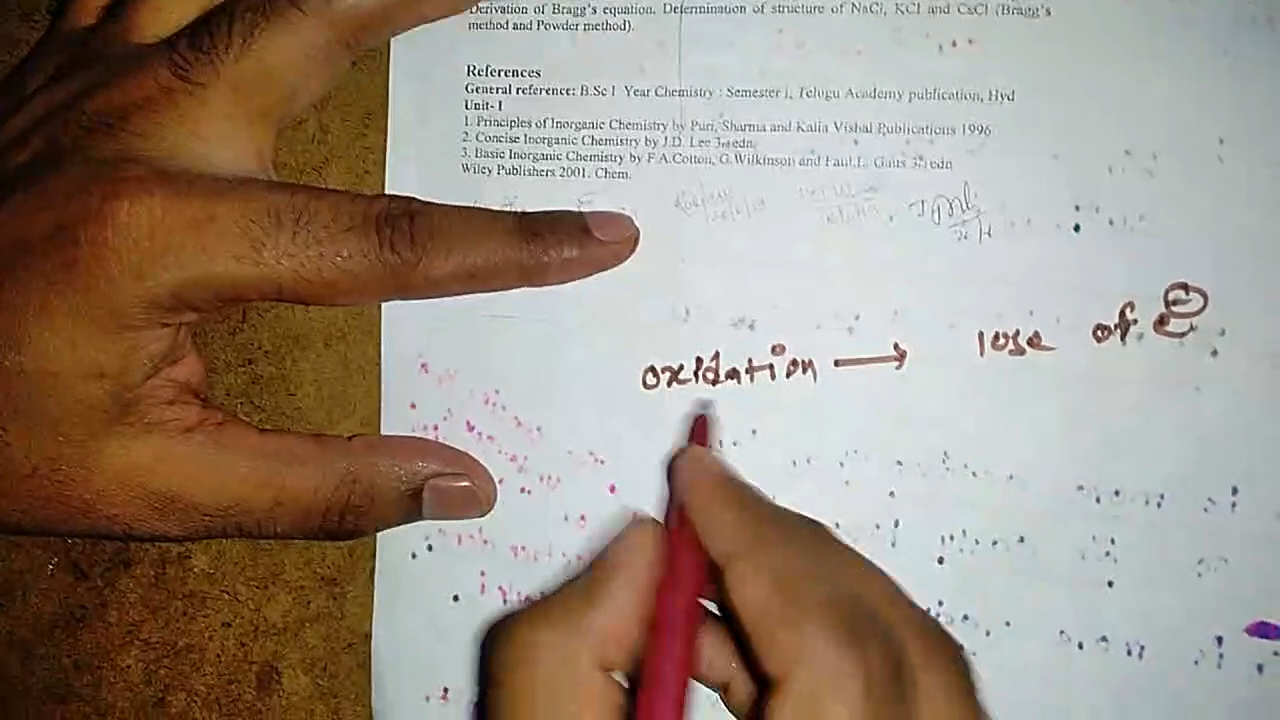 Derivation of Bragg's equation. Determination of structure of NaCl, KCl and CsCl (Bragg's
method and Powder method).
References
General reference: B.Sc I Year Chemistry : Semester I, Telugu Academy publication, Hyd
Unit- I
1. Principles of Inorganic Chemistry by Puri, Sharma and Kalia Vishal Publications 1996
2. Concise Inorganic Chemistry by J.D. Lee 3rd edn.
3. Basic Inorganic Chemistry by F.A.Cotton, G.Wilkinson and Paul.L. Gaus 3rd edn
Wiley Publishers 2001. Chem.
oxidation → lose of e⊖